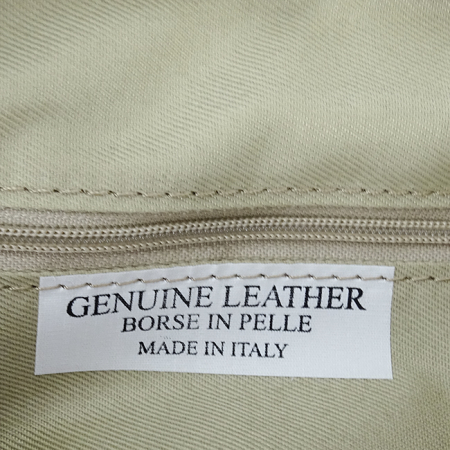 GENUINE LEATHER
BORSE IN PELLE
MADE IN ITALY